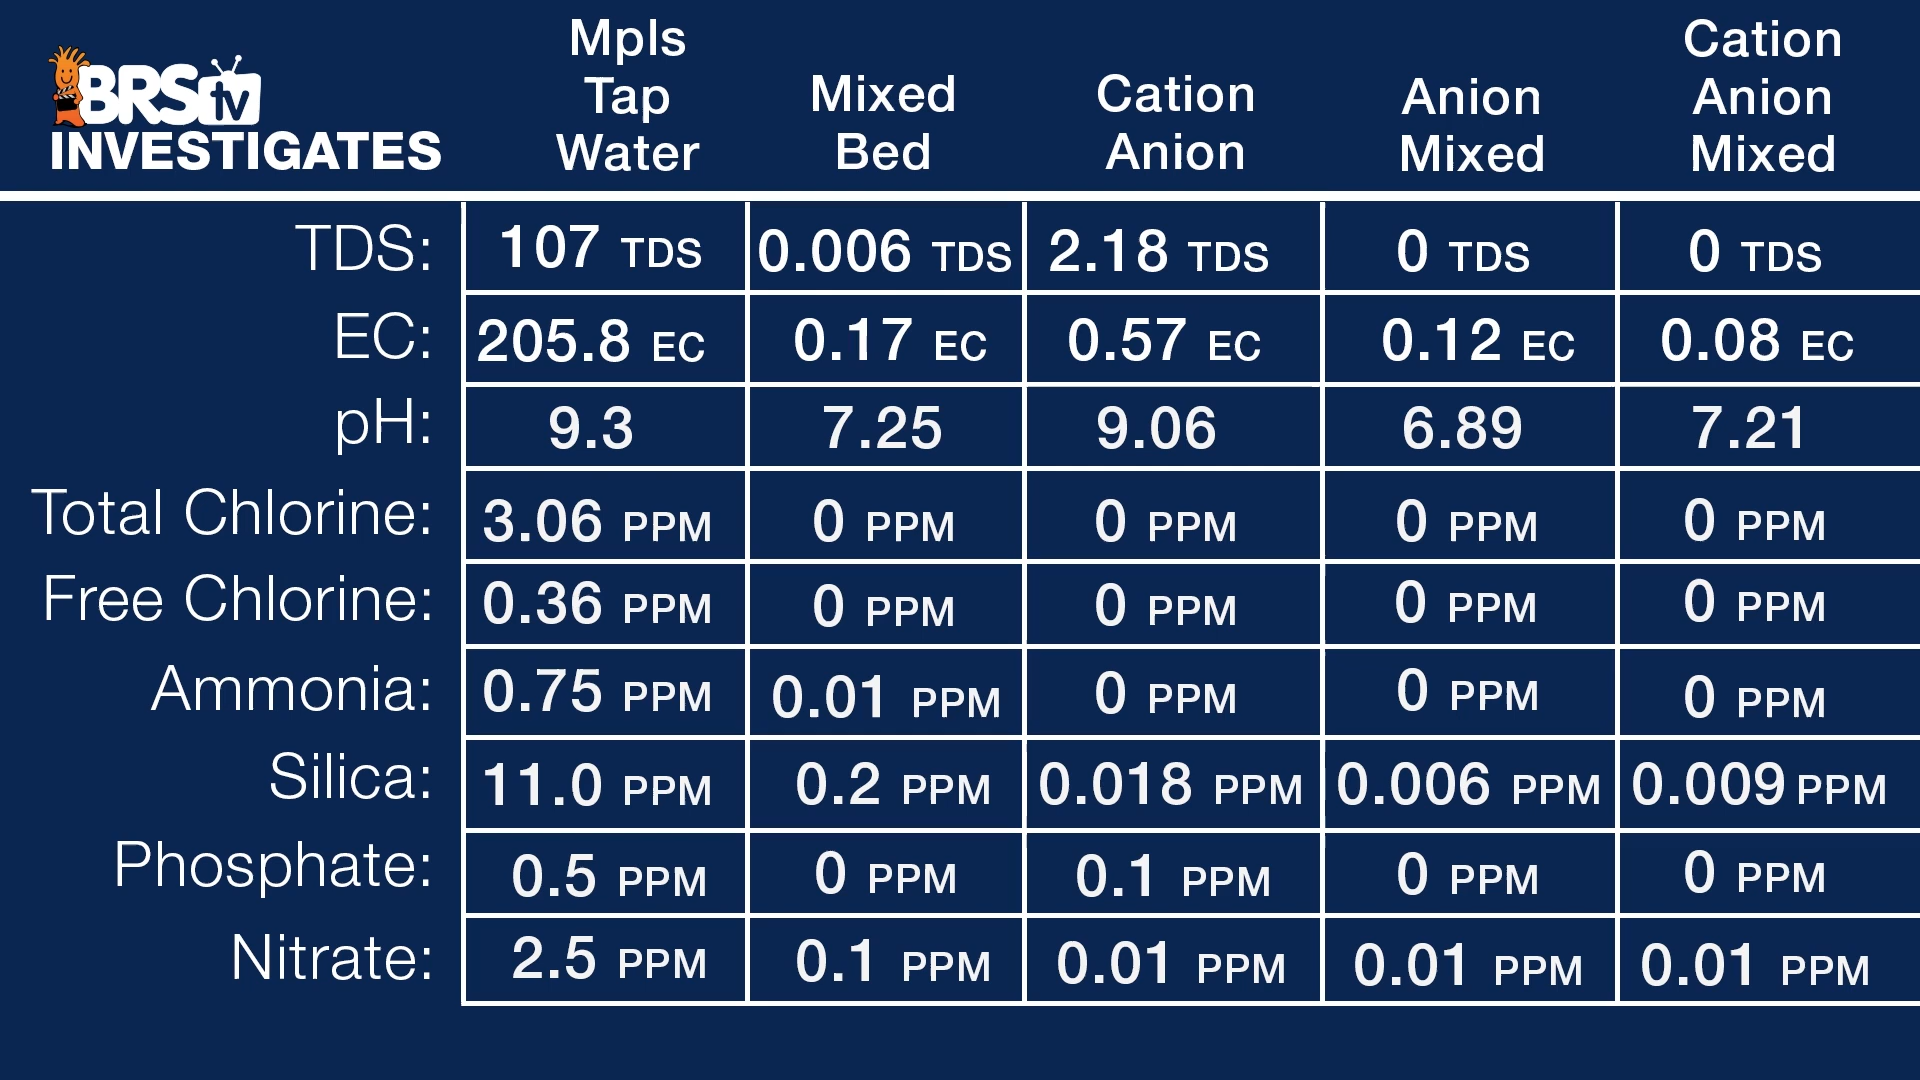 BRStv
INVESTIGATES
Mpls
Tap
Water
Mixed
Bed
Cation
Anion
Anion
Mixed
Cation
Anion
Mixed
TDS: 107 TDS 0.006 TDS 2.18 TDS 0 TDS 0 TDS
EC: 205.8 EC 0.17 EC 0.57 EC 0.12 EC 0.08 EC
pH: 9.3 7.25 9.06 6.89 7.21
Total Chlorine: 3.06 PPM 0 PPM 0 PPM 0 PPM 0 PPM
Free Chlorine: 0.36 PPM 0 PPM 0 PPM 0 PPM 0 PPM
Ammonia: 0.75 PPM 0.01 PPM 0 PPM 0 PPM 0 PPM
Silica: 11.0 PPM 0.2 PPM 0.018 PPM 0.006 PPM 0.009 PPM
Phosphate: 0.5 PPM 0 PPM 0.1 PPM 0 PPM 0 PPM
Nitrate: 2.5 PPM 0.1 PPM 0.01 PPM 0.01 PPM 0.01 PPM